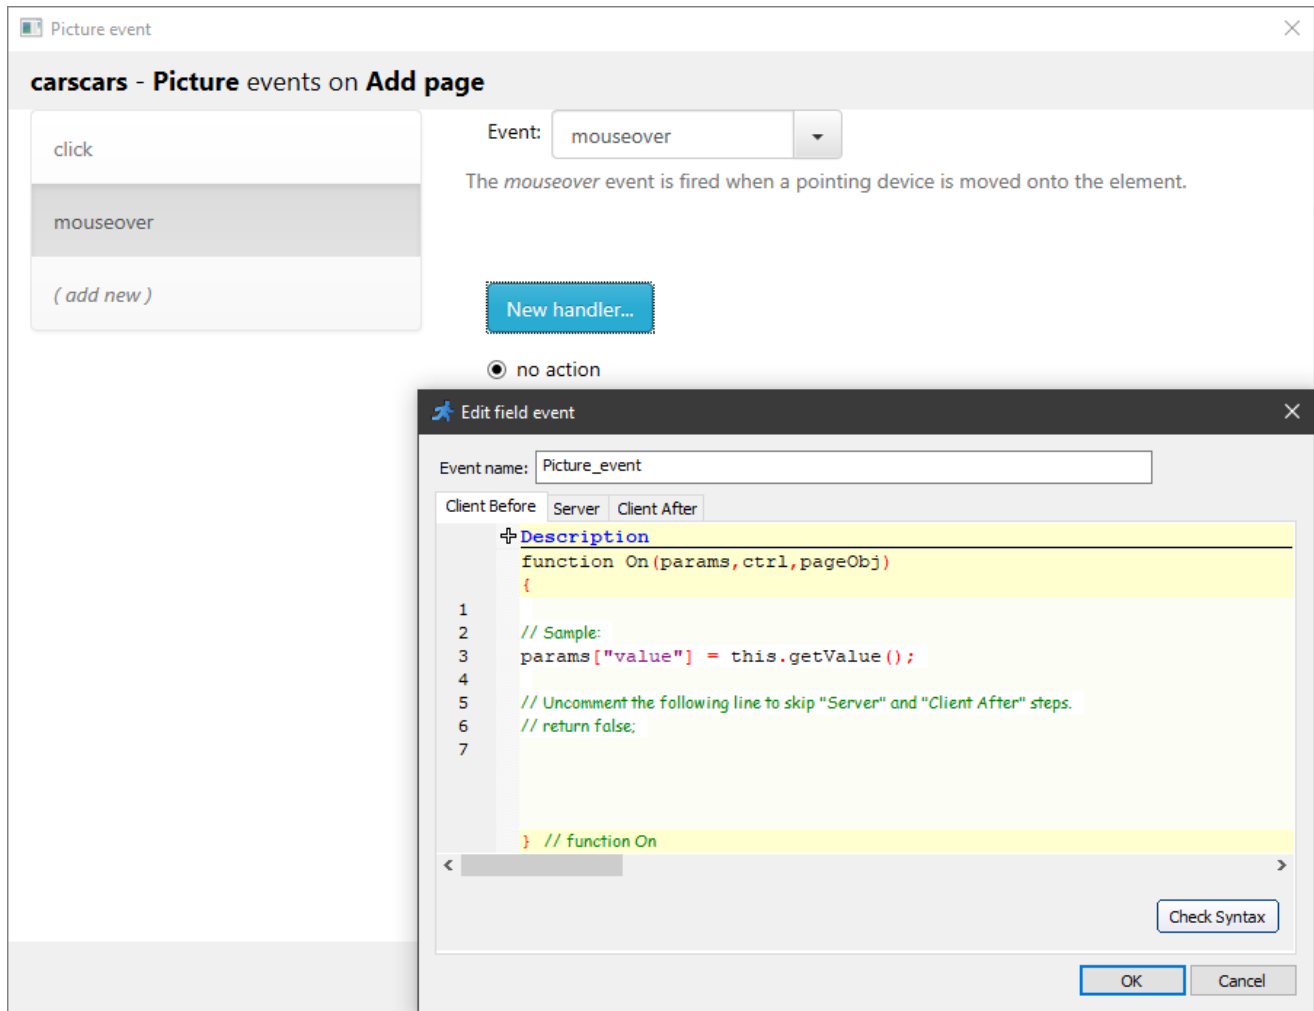 Picture event
carscars - Picture events on Add page
click
mouseover
( add new )
Event: mouseover
The mouseover event is fired when a pointing device is moved onto the element.
New handler...
no action
Edit field event
Event name: Picture_event
Client Before Server Client After
Description
function On(params,ctrl,pageObj)
{
1
2 // Sample:
3 params["value"] = this.getValue();
4
5 // Uncomment the following line to skip "Server" and "Client After" steps.
6 // return false;
7
} // function On
Check Syntax
OK Cancel